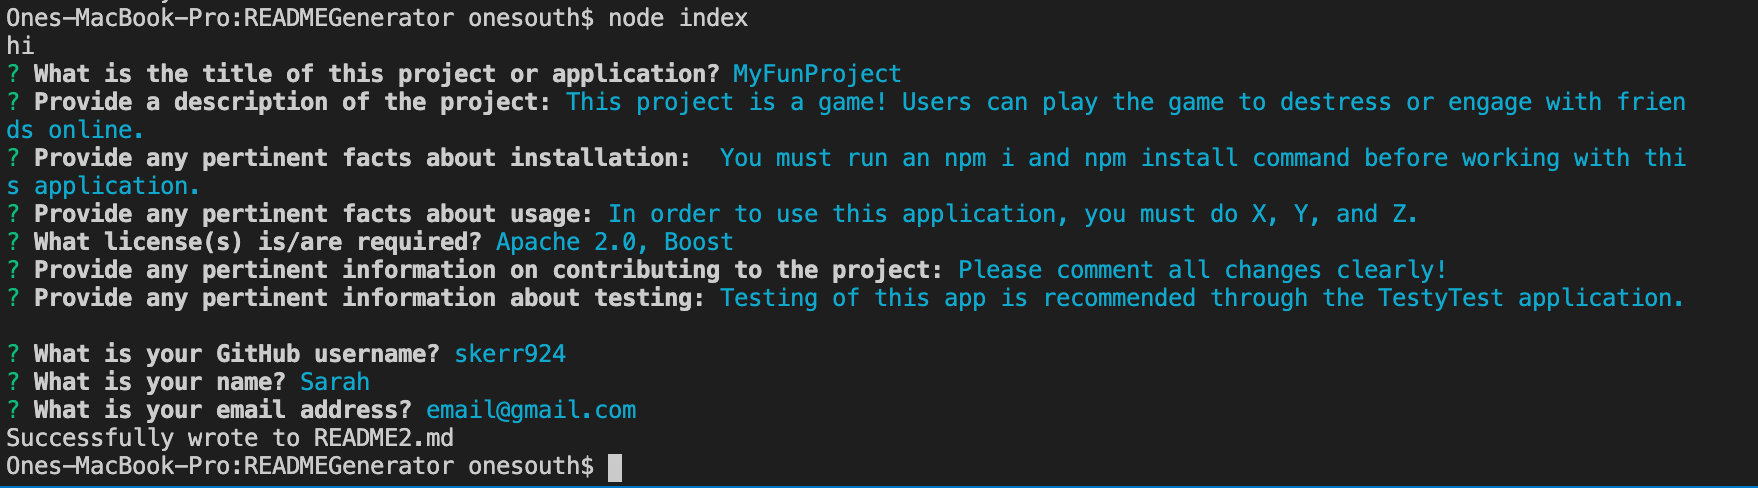 Ones-MacBook-Pro:READMEGenerator onesouth$ node index
hi
? What is the title of this project or application? MyFunProject
? Provide a description of the project: This project is a game! Users can play the game to destress or engage with frien
ds online.
? Provide any pertinent facts about installation:  You must run an npm i and npm install command before working with thi
s application.
? Provide any pertinent facts about usage: In order to use this application, you must do X, Y, and Z.
? What license(s) is/are required? Apache 2.0, Boost
? Provide any pertinent information on contributing to the project: Please comment all changes clearly!
? Provide any pertinent information about testing: Testing of this app is recommended through the TestyTest application.
? What is your GitHub username? skerr924
? What is your name? Sarah
? What is your email address? email@gmail.com
Successfully wrote to README2.md
Ones-MacBook-Pro:READMEGenerator onesouth$